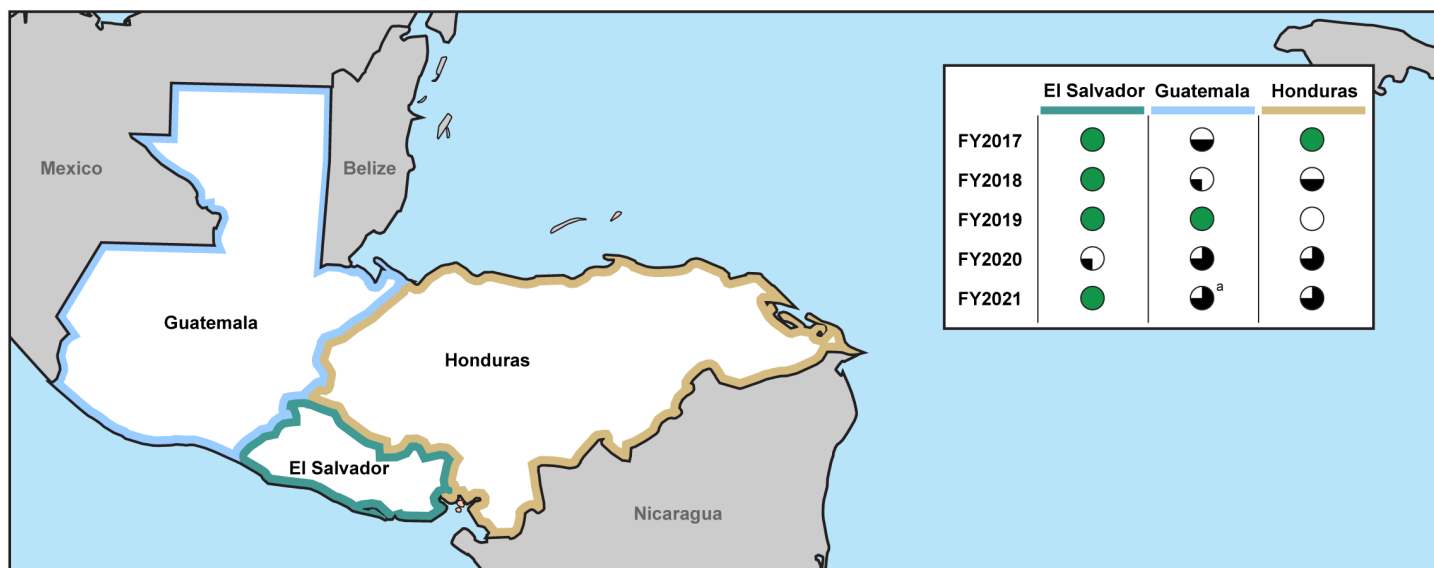 El Salvador Guatemala Honduras
FY2017
FY2018
FY2019
FY2020
FY2021 a
Mexico
Belize
Guatemala
Honduras
El Salvador
Nicaragua